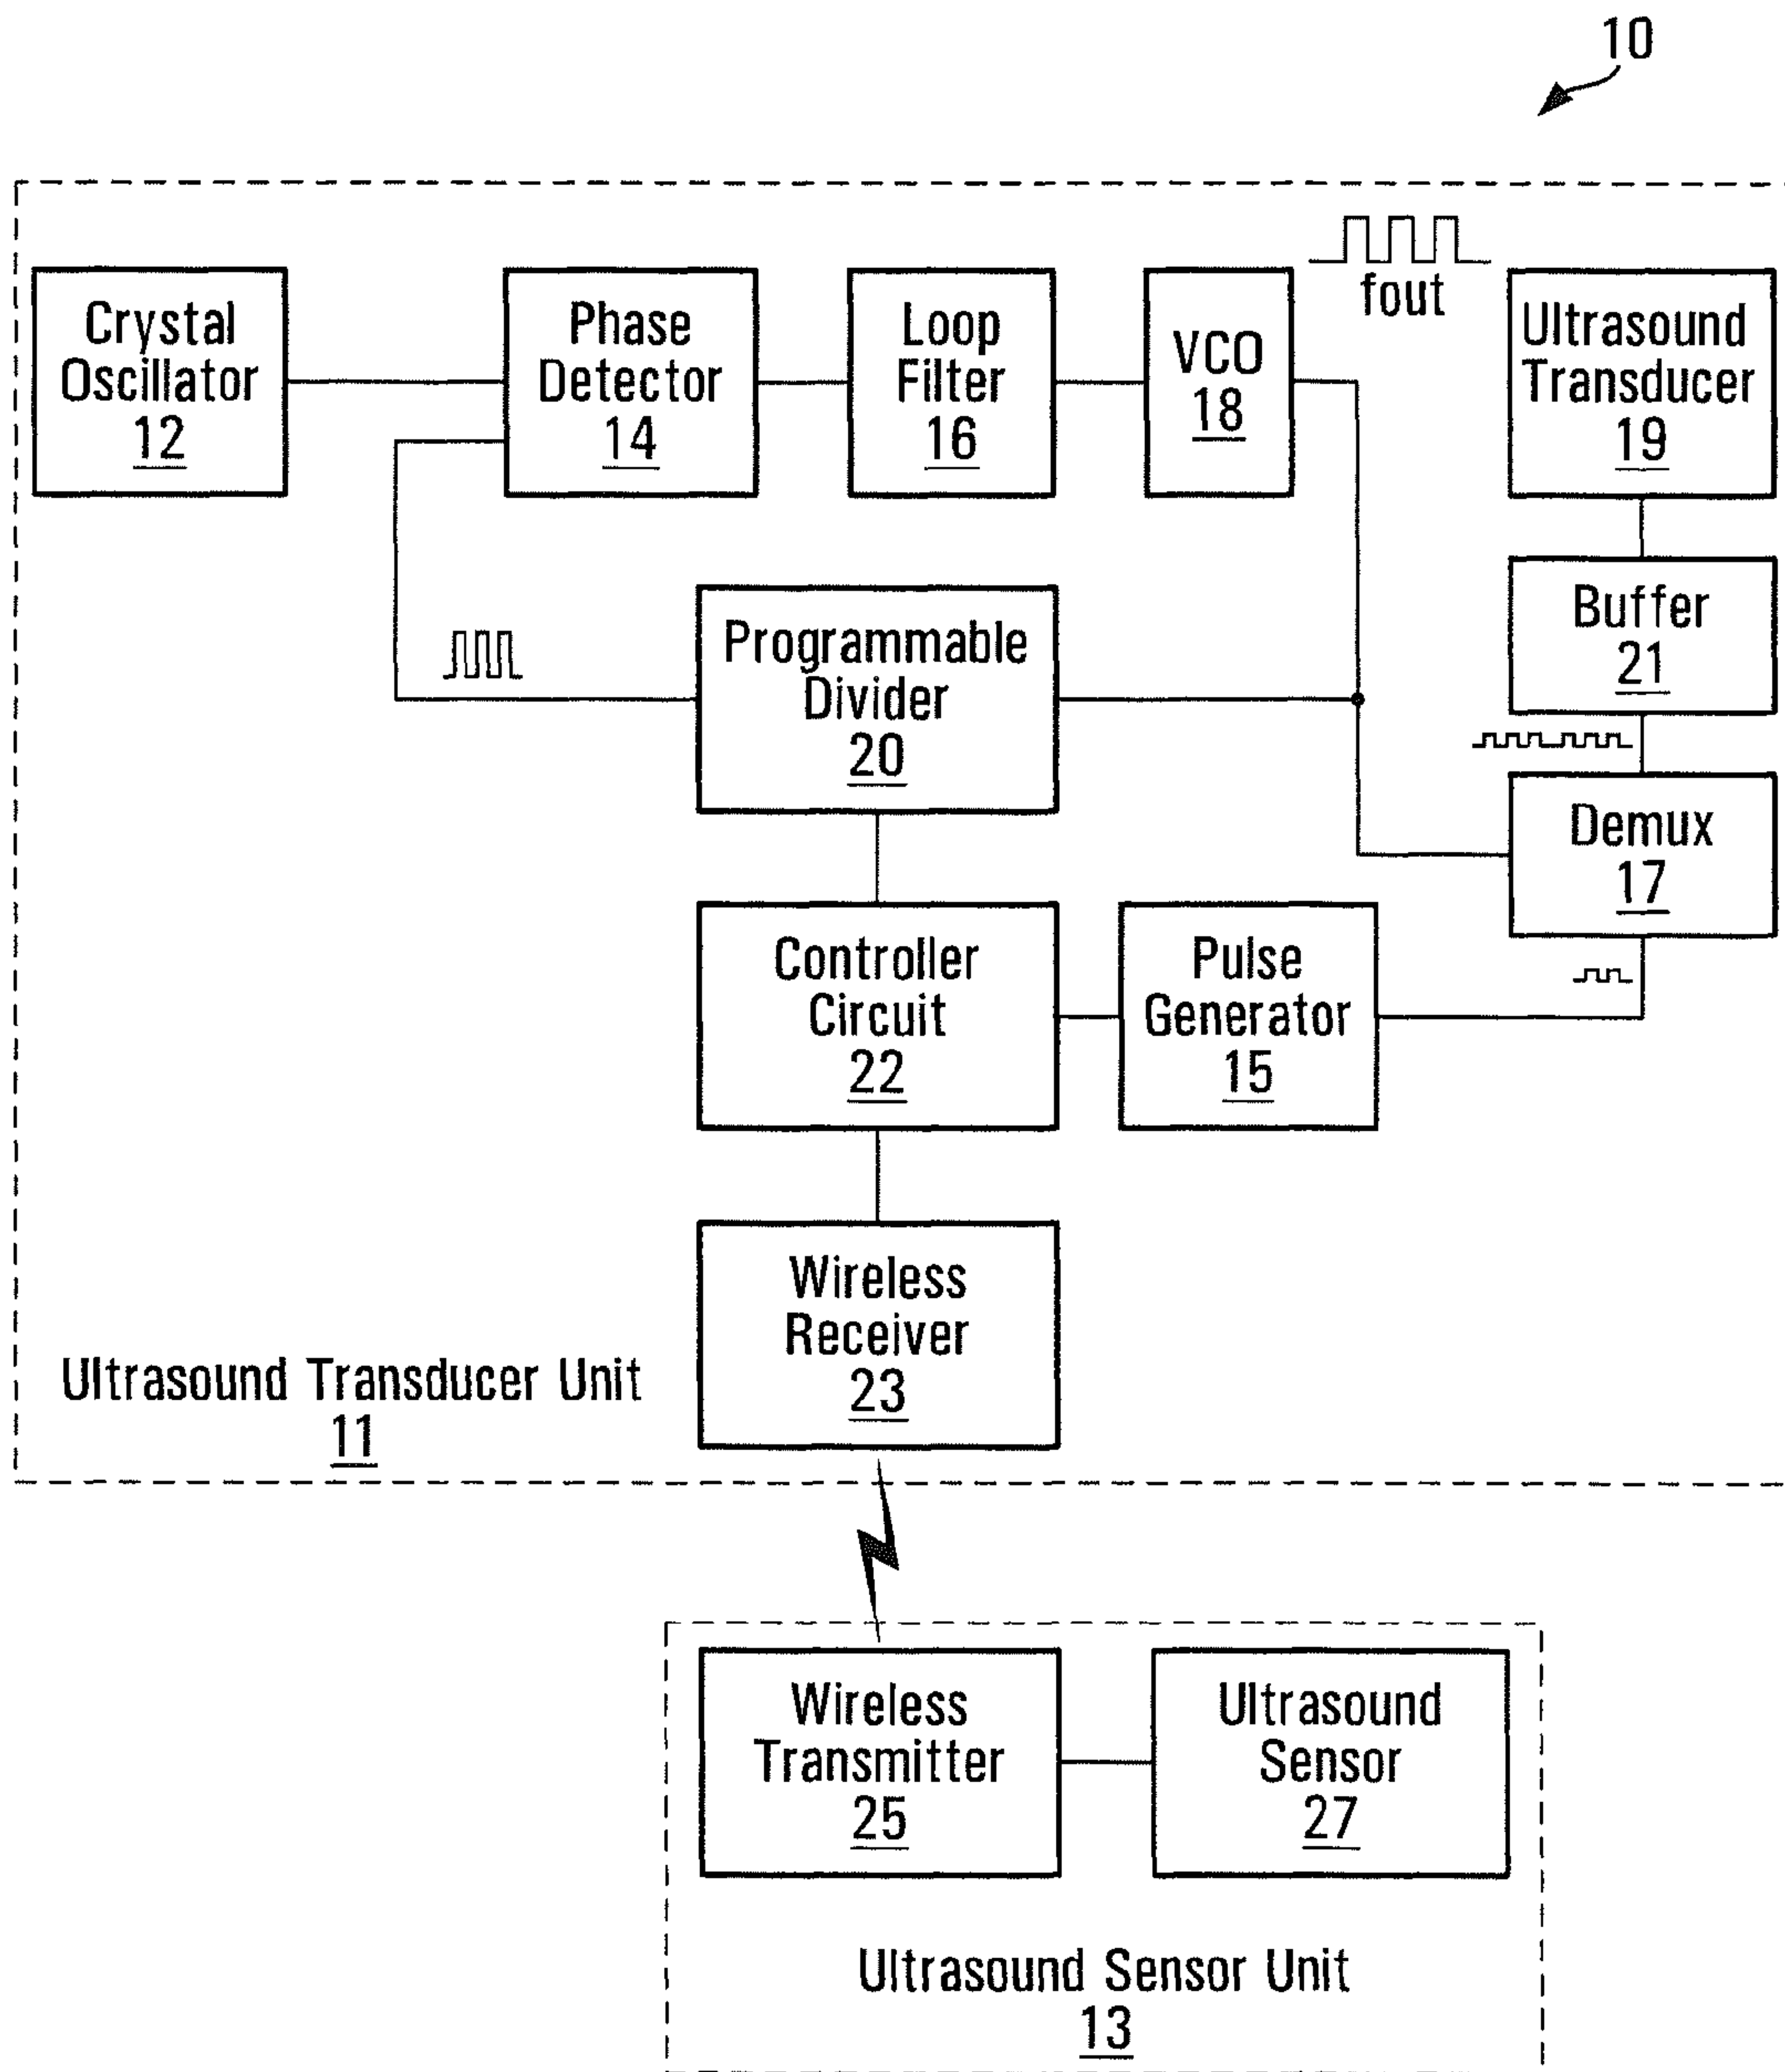 10
Crystal
Oscillator
12
Phase
Detector
14
Loop
Filter
16
VCO
18
fout
Ultrasound
Transducer
19
Buffer
21
Programmable
Divider
20
Demux
17
Controller
Circuit
22
Pulse
Generator
15
Wireless
Receiver
23
Ultrasound Transducer Unit
11
Wireless
Transmitter
25
Ultrasound
Sensor
27
Ultrasound Sensor Unit
13